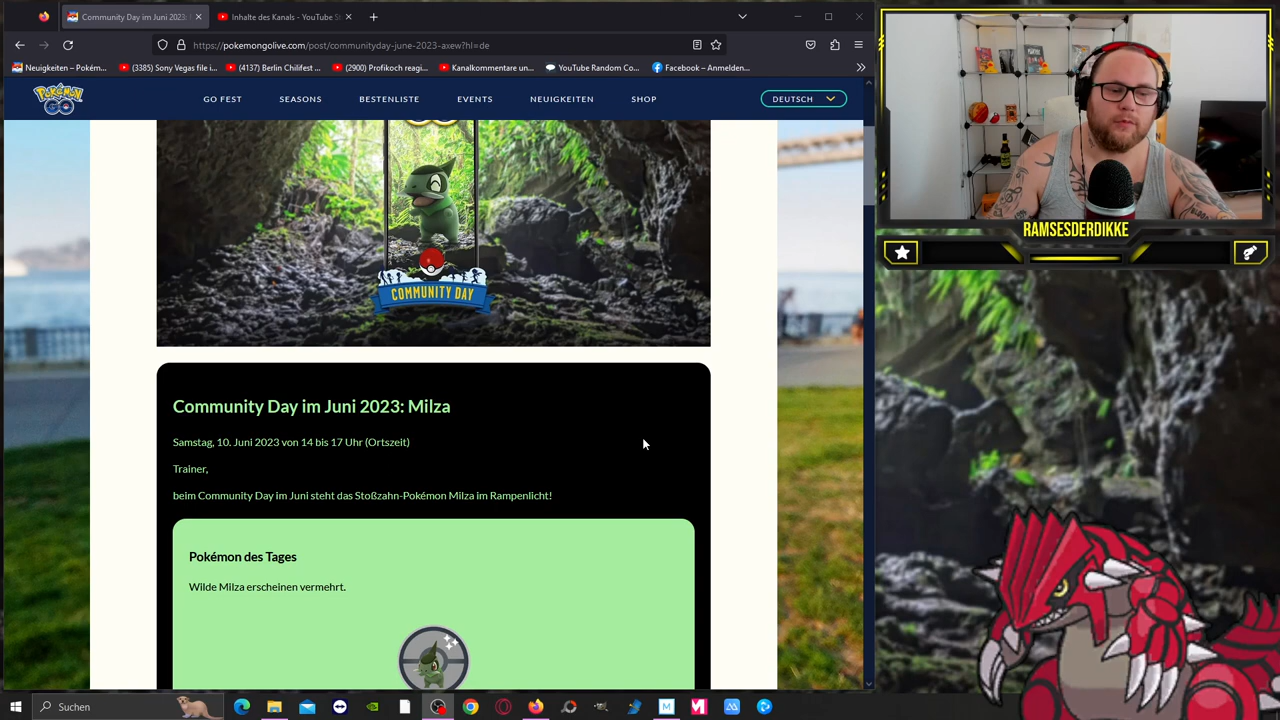 Community Day im Juni 2023:
Inhalte des Kanals - YouTube St
https://pokemongolive.com/post/communityday-june-2023-axew?hl=de
Neuigkeiten – Pokém...
(3385) Sony Vegas file i...
(4137) Berlin Chilifest ...
(2900) Profikoch reagi...
Kanalkommentare un...
YouTube Random Co...
Facebook – Anmelden...
POKÉMON GO
GO FEST
SEASONS
BESTENLISTE
EVENTS
NEUIGKEITEN
SHOP
DEUTSCH
COMMUNITY DAY
RAMSESDERDIKKE
Community Day im Juni 2023: Milza
Samstag, 10. Juni 2023 von 14 bis 17 Uhr (Ortszeit)
Trainer,
beim Community Day im Juni steht das Stoßzahn-Pokémon Milza im Rampenlicht!
Pokémon des Tages
Wilde Milza erscheinen vermehrt.
Suchen